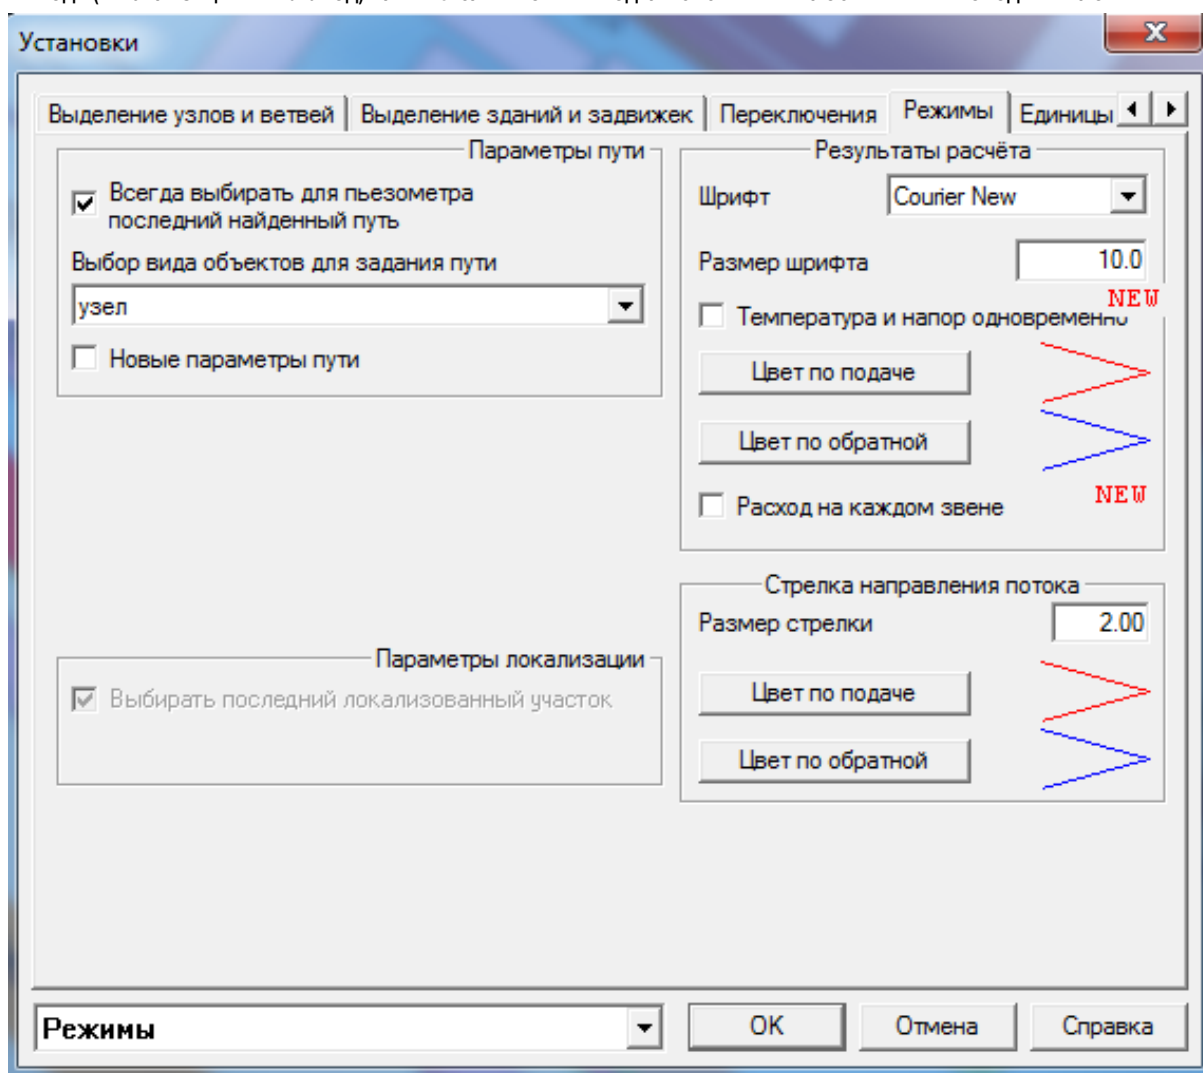 Установки
Выделение узлов и ветвей
Выделение зданий и задвижек
Переключения
Режимы
Единицы
Параметры пути
Всегда выбирать для пьезометра
последний найденный путь
Выбор вида объектов для задания пути
узел
Новые параметры пути
Параметры локализации
Выбирать последний локализованный участок
Результаты расчёта
Шрифт
Courier New
Размер шрифта
10.0
NEW
Температура и напор одновременно
Цвет по подаче
Цвет по обратной
NEW
Расход на каждом звене
Стрелка направления потока
Размер стрелки
2.00
Цвет по подаче
Цвет по обратной
Режимы
OK
Отмена
Справка